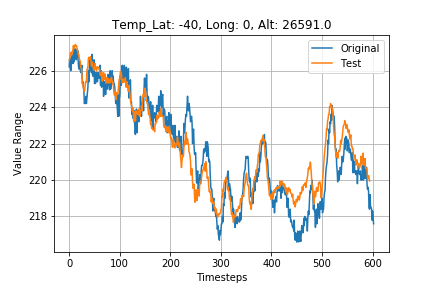 Temp_Lat: -40, Long: 0, Alt: 26591.0
Original
Test
Value Range
226
224
222
220
218
0 100 200 300 400 500 600
Timesteps